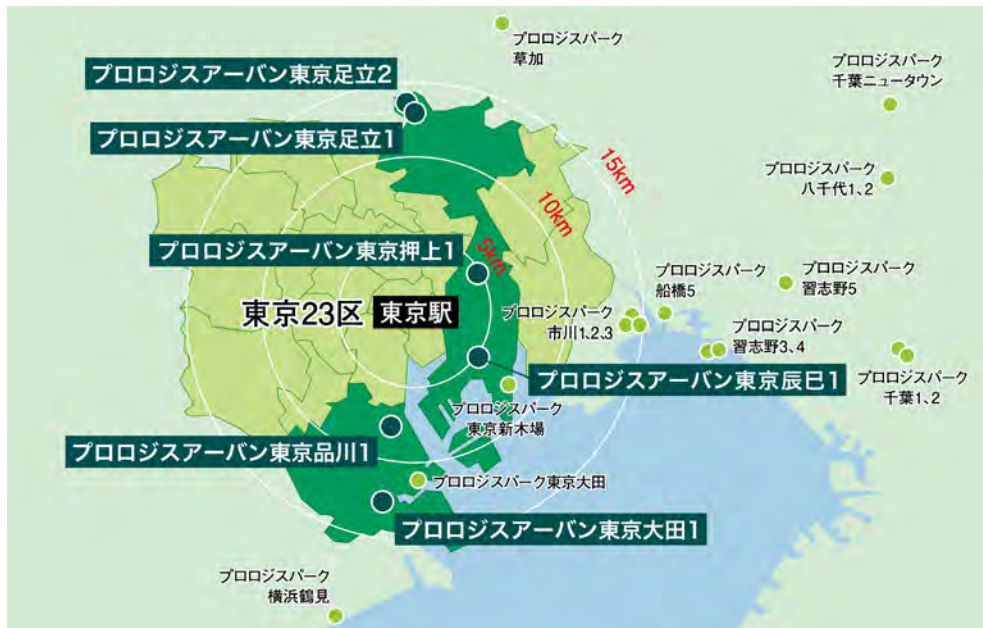 プロロジスパーク
草加
プロロジスアーバン東京足立2
プロロジスパーク
千葉ニュータウン
プロロジスアーバン東京足立1
15km
プロロジスパーク
八千代1、2
10km
プロロジスアーバン東京押上1
5km
プロロジスパーク
船橋5
プロロジスパーク
習志野5
東京23区
東京駅
プロロジスパーク
市川1、2、3
プロロジスパーク
習志野3、4
プロロジスアーバン東京辰巳1
プロロジスパーク
千葉1、2
プロロジスパーク
東京新木場
プロロジスアーバン東京品川1
プロロジスパーク東京大田
プロロジスアーバン東京大田1
プロロジスパーク
横浜鶴見